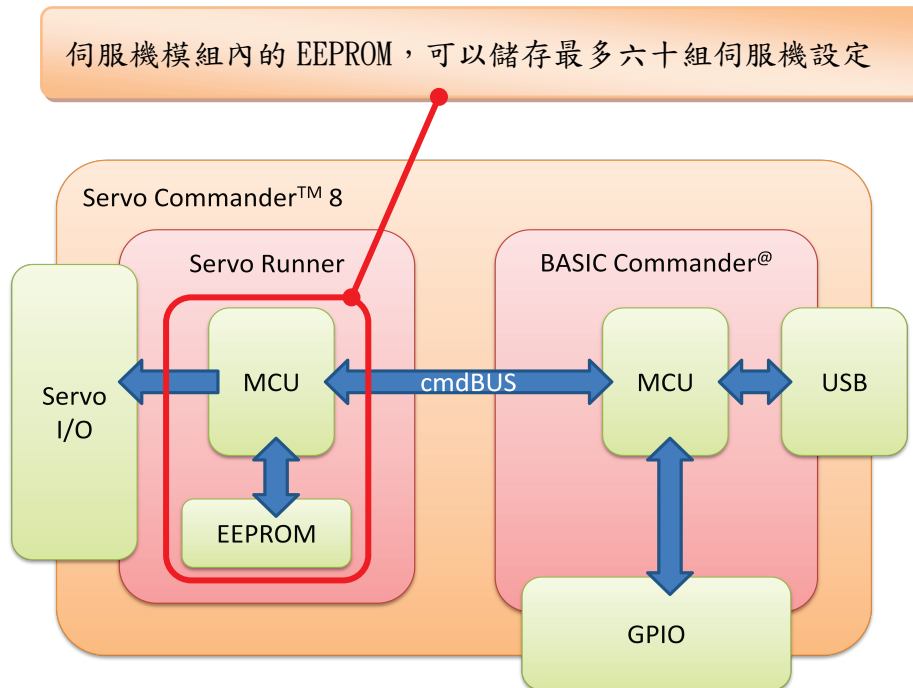 伺服機模組內的 EEPROM，可以儲存最多六十組伺服機設定
Servo Commander™ 8
Servo Runner
BASIC Commander@
Servo
I/O
MCU
cmdBUS
MCU
USB
EEPROM
GPIO